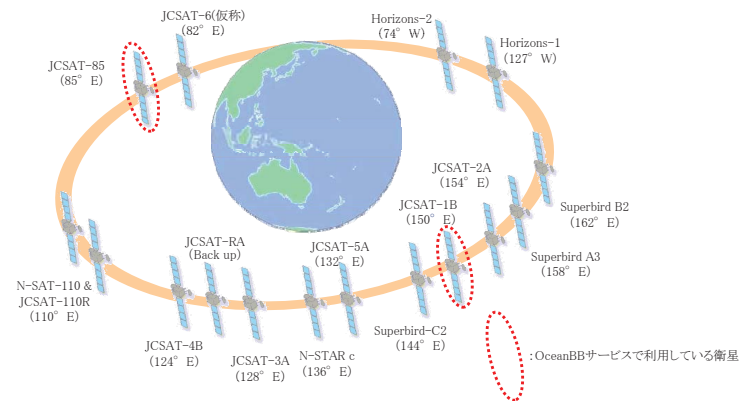 JCSAT-6(仮称)
(82°E)
Horizons-2
(74°W)
Horizons-1
(127°W)
JCSAT-85
(85°E)
JCSAT-2A
(154°E)
JCSAT-1B
(150°E)
Superbird B2
(162°E)
JCSAT-RA
(Back up)
JCSAT-5A
(132°E)
Superbird A3
(158°E)
N-SAT-110 &
JCSAT-110R
(110°E)
Superbird-C2
(144°E)
JCSAT-4B
(124°E)
JCSAT-3A
(128°E)
N-STAR c
(136°E)
:OceanBBサービスで利用している衛星